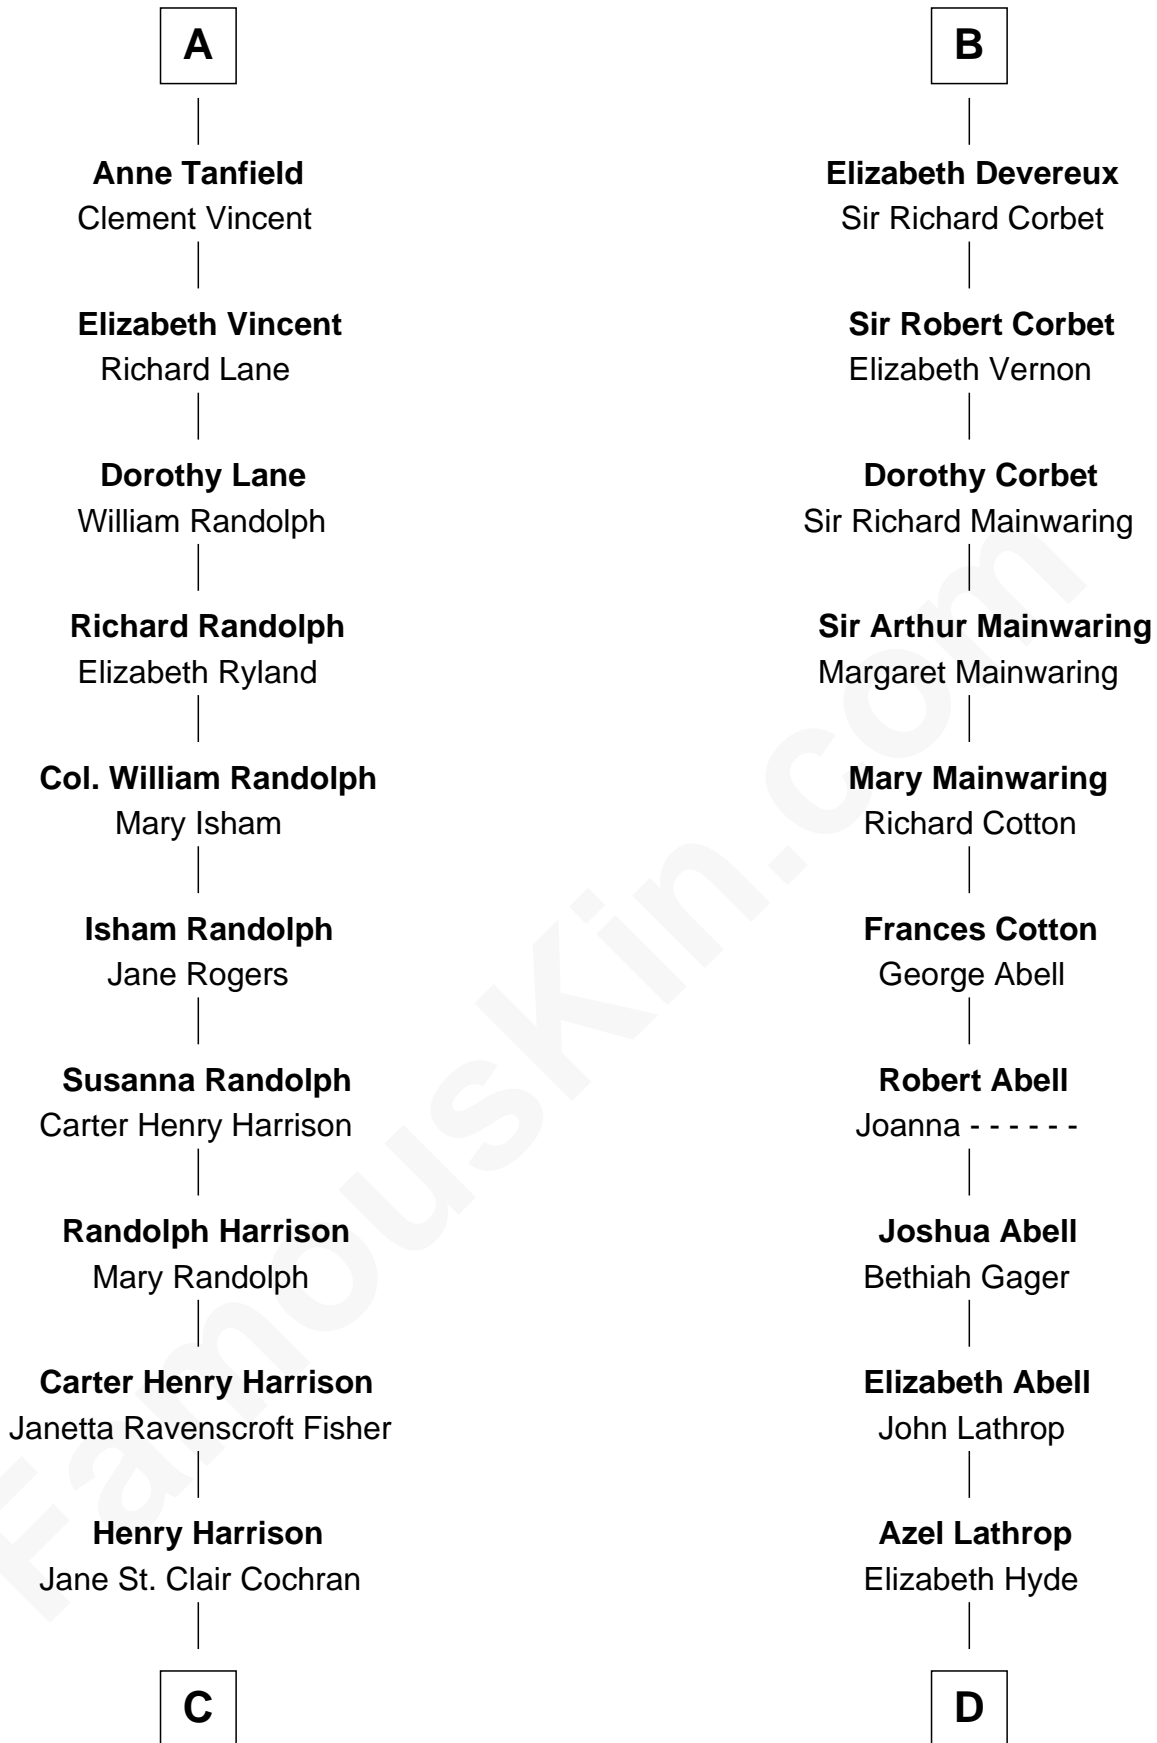 A
Anne Tanfield
Clement Vincent
Elizabeth Vincent
Richard Lane
Dorothy Lane
William Randolph
Richard Randolph
Elizabeth Ryland
Col. William Randolph
Mary Isham
Isham Randolph
Jane Rogers
Susanna Randolph
Carter Henry Harrison
Randolph Harrison
Mary Randolph
Carter Henry Harrison
Janetta Ravenscroft Fisher
Henry Harrison
Jane St. Clair Cochran
C
B
Elizabeth Devereux
Sir Richard Corbet
Sir Robert Corbet
Elizabeth Vernon
Dorothy Corbet
Sir Richard Mainwaring
Sir Arthur Mainwaring
Margaret Mainwaring
Mary Mainwaring
Richard Cotton
Frances Cotton
George Abell
Robert Abell
Joanna - - - - - -
Joshua Abell
Bethiah Gager
Elizabeth Abell
John Lathrop
Azel Lathrop
Elizabeth Hyde
D
FamousKin.com